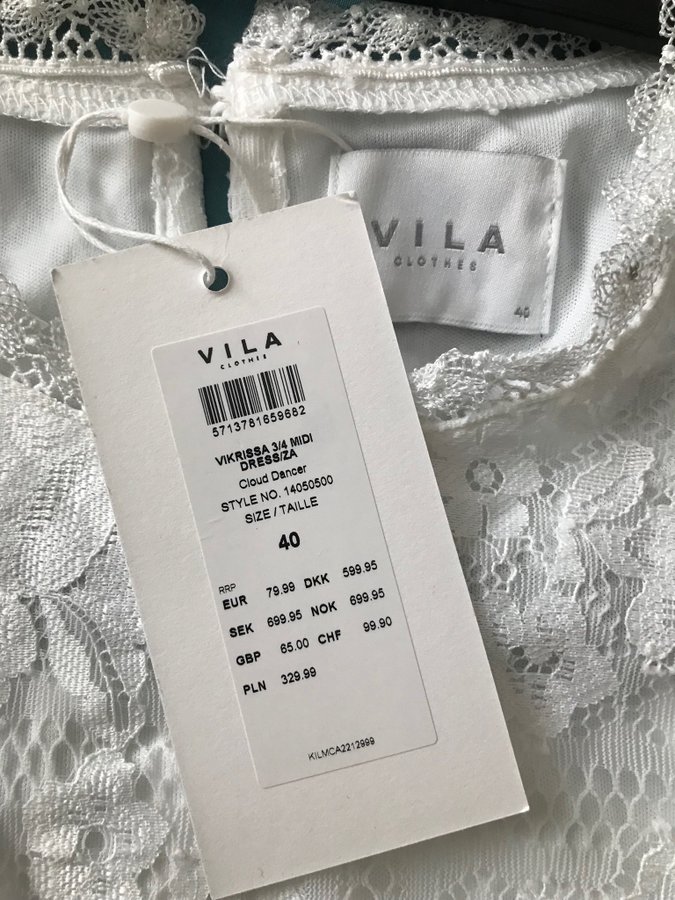 VILA
CLOTHES
40
VILA
CLOTHES
5713781659682
VIKRISSA 3/4 MIDI
DRESS/ZA
Cloud Dancer
STYLE NO. 14050500
SIZE / TAILLE
40
RRP
EUR 79.99 DKK 599.95
SEK 699.95 NOK 699.95
GBP 65.00 CHF 99.90
PLN 329.99
KILMCA2212999